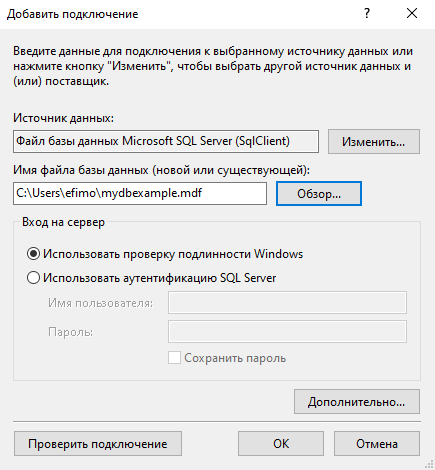 Добавить подключение
Введите данные для подключения к выбранному источнику данных или
нажмите кнопку "Изменить", чтобы выбрать другой источник данных и
(или) поставщик.
Источник данных:
Файл базы данных Microsoft SQL Server (SqlClient)
Изменить...
Имя файла базы данных (новой или существующей):
C:\Users\efimo\mydbexample.mdf
Обзор...
Вход на сервер
Использовать проверку подлинности Windows
Использовать аутентификацию SQL Server
Имя пользователя:
Пароль:
Сохранить пароль
Дополнительно...
Проверить подключение
ОК
Отмена